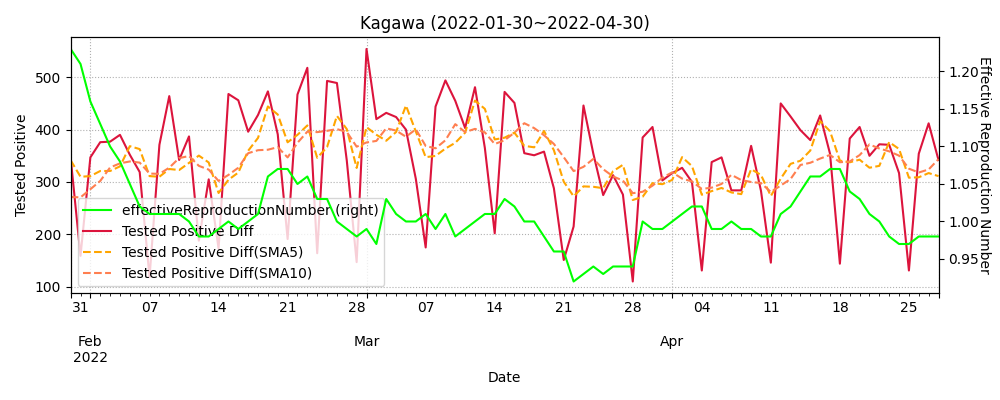 Kagawa (2022-01-30~2022-04-30)
Tested Positive
500
400
300
200
100
1.20
1.15
1.10
1.05
1.00
0.95
Effective Reproduction Number
effectiveReproductionNumber (right)
Tested Positive Diff
Tested Positive Diff(SMA5)
Tested Positive Diff(SMA10)
31 07 14 21 28 07 14 21 28 04 11 18 25
Feb Mar Apr
2022
Date